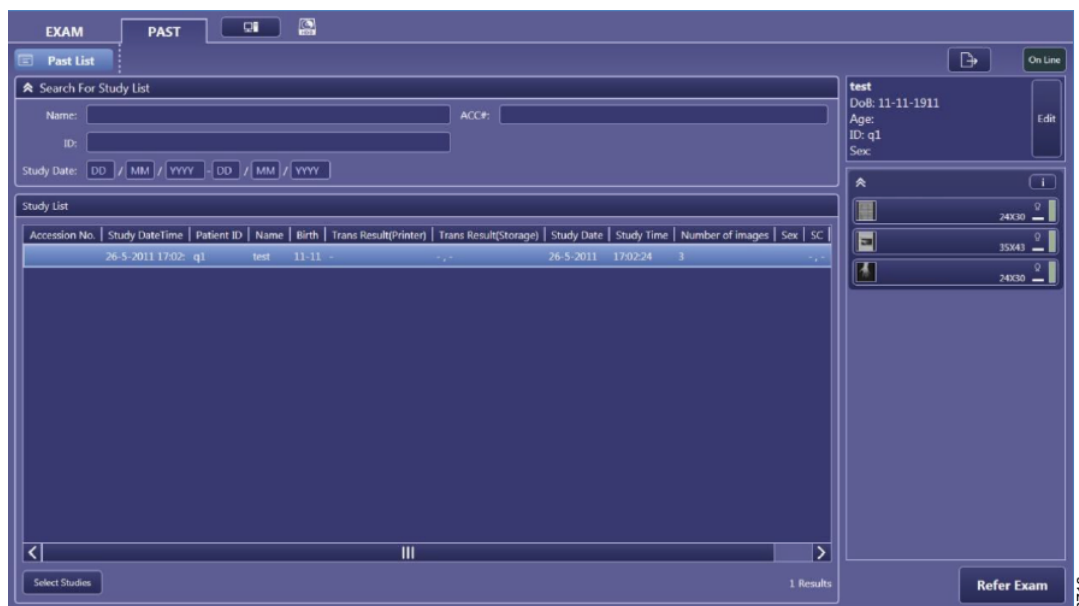 EXAM PAST
Past List On Line
Search For Study List
Name: ACC#:
ID:
Study Date: DD / MM / YYYY - DD / MM / YYYY
test
DoB: 11-11-1911
Age:
ID: q1
Sex:
Edit
i
24X30
35X43
24X30
Study List
Accession No. Study DateTime Patient ID Name Birth Trans Result(Printer) Trans Result(Storage) Study Date Study Time Number of images Sex SC
26-5-2011 17:02: q1 test 11-11 - -,- 26-5-2011 17:02:24 3 -,-
Select Studies 1 Results
Refer Exam